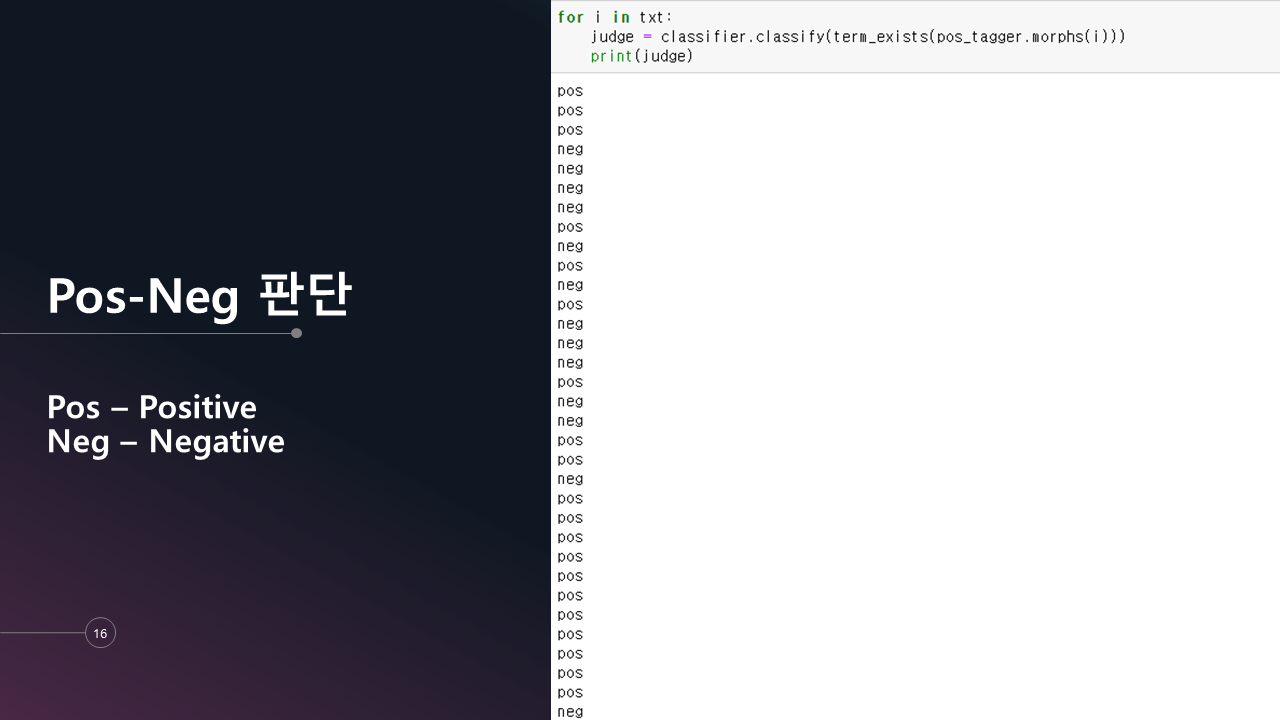 Pos-Neg 판단
Pos – Positive
Neg – Negative
16
for i in txt:
    judge = classifier.classify(term_exists(pos_tagger.morphs(i)))
    print(judge)
pos
pos
pos
neg
neg
neg
neg
pos
neg
pos
neg
pos
neg
neg
neg
pos
neg
neg
pos
pos
neg
pos
pos
pos
pos
pos
pos
pos
pos
pos
pos
pos
neg